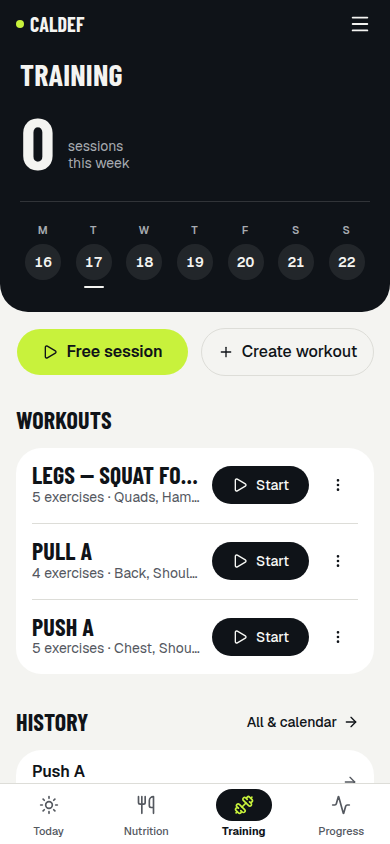 CALDEF
TRAINING
0
sessions
this week
M T W T F S S
16 17 18 19 20 21 22
Free session
Create workout
WORKOUTS
LEGS – SQUAT FO...
5 exercises · Quads, Ham...
Start
PULL A
4 exercises · Back, Shoul...
Start
PUSH A
5 exercises · Chest, Shou...
Start
HISTORY
All & calendar
Push A
Today
Nutrition
Training
Progress